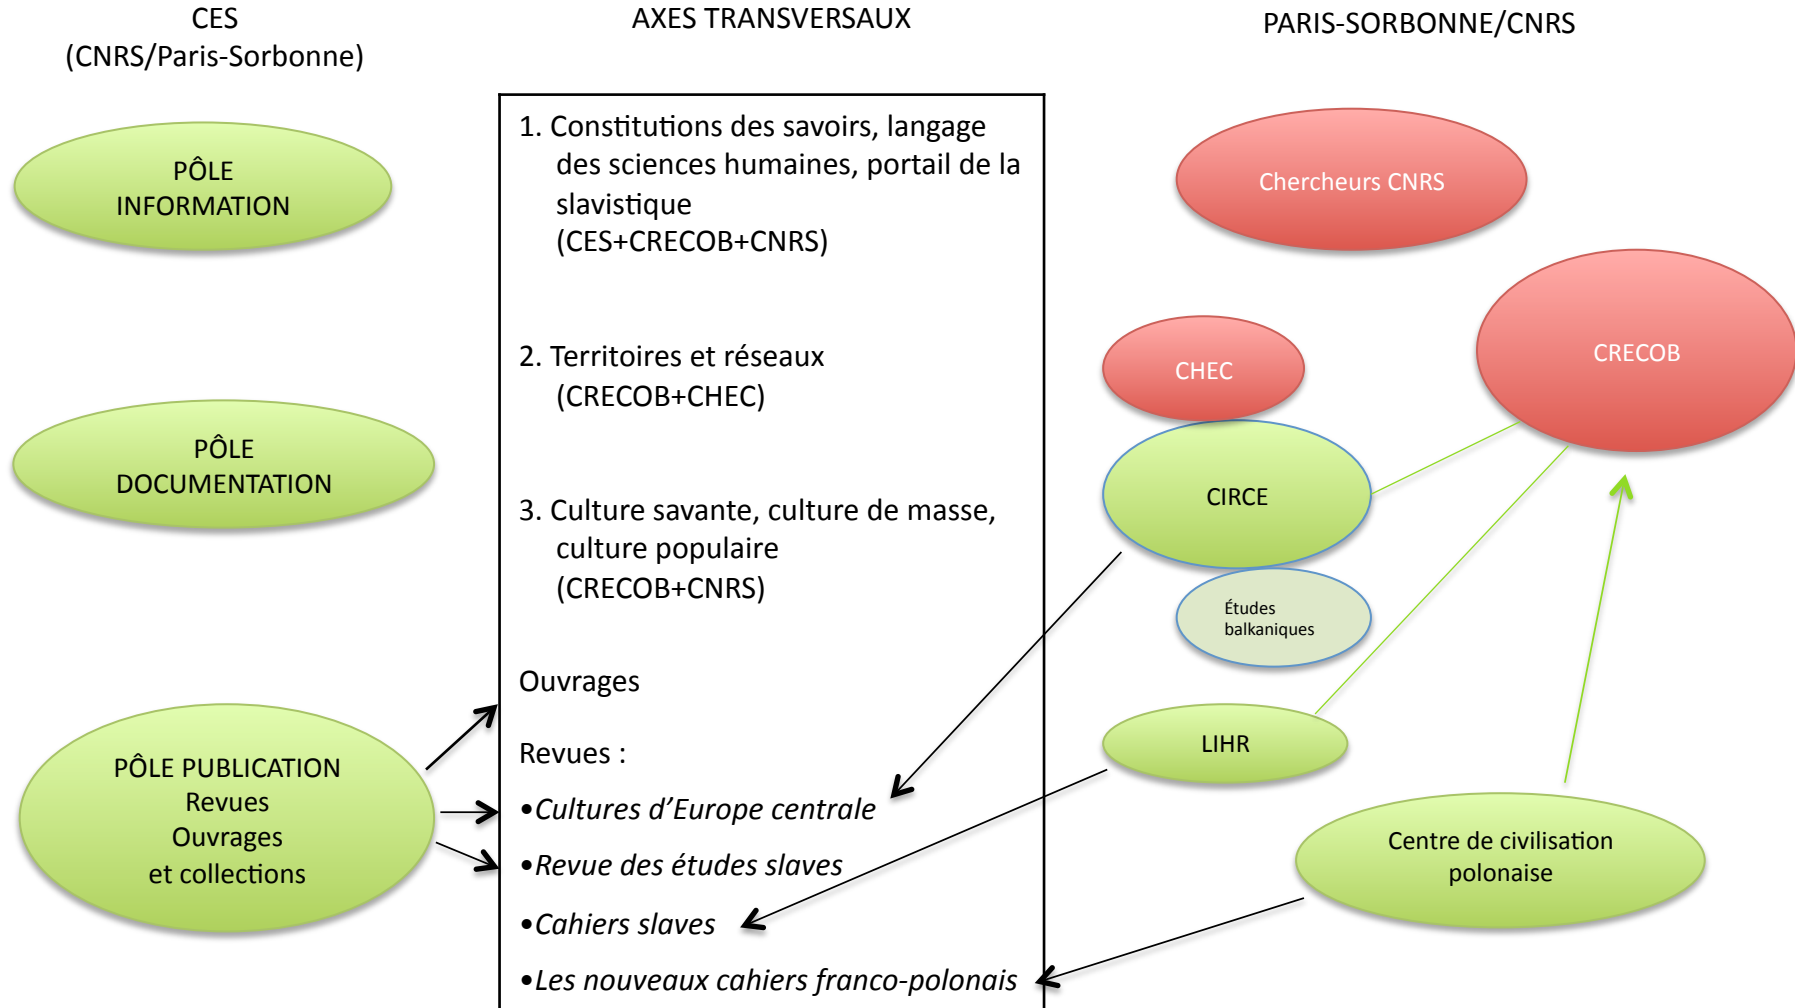 CES
(CNRS/Paris-Sorbonne)
AXES TRANSVERSAUX
PARIS-SORBONNE/CNRS
PÔLE
INFORMATION
PÔLE
DOCUMENTATION
PÔLE PUBLICATION
Revues
Ouvrages
et collections
1. Constitutions des savoirs, langage
des sciences humaines, portail de la
slavistique
(CES+CRECOB+CNRS)
2. Territoires et réseaux
(CRECOB+CHEC)
3. Culture savante, culture de masse,
culture populaire
(CRECOB+CNRS)
Ouvrages
Revues :
•Cultures d’Europe centrale
•Revue des études slaves
•Cahiers slaves
•Les nouveaux cahiers franco-polonais
Chercheurs CNRS
CRECOB
CHEC
CIRCE
Études
balkaniques
LIHR
Centre de civilisation
polonaise